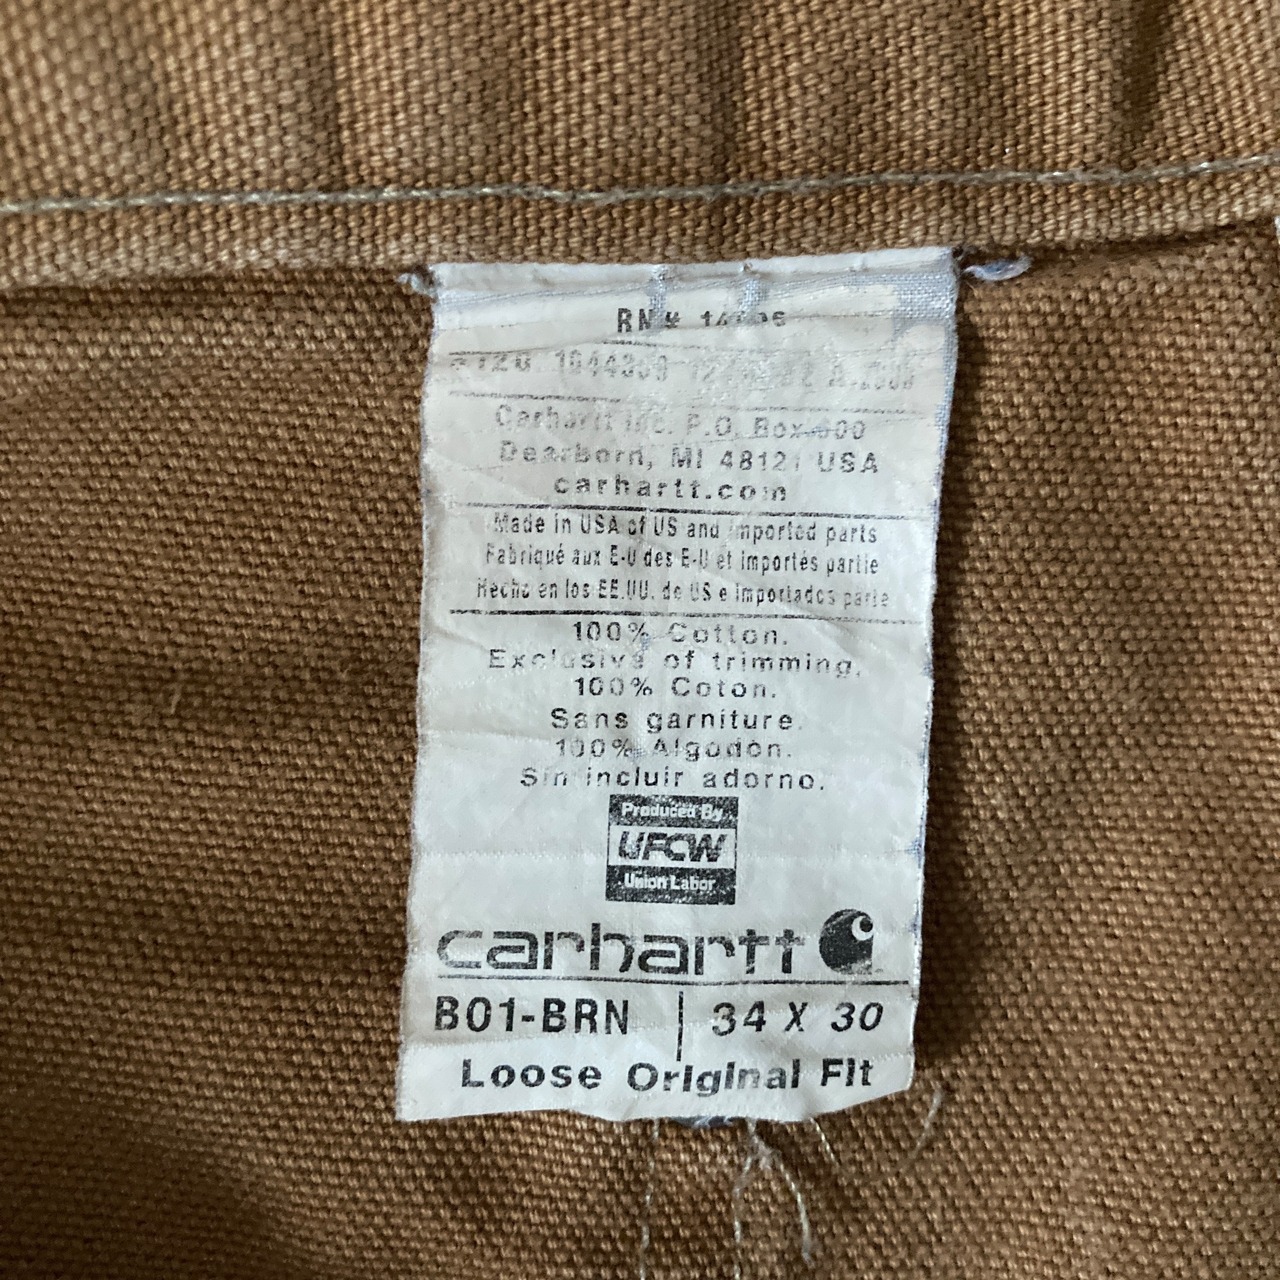 RN#
Carhartt Inc. P.O. Box
Dearborn, MI 48121 USA
carhartt.com
Made in USA of US and imported parts
Fabriqué aux E-U des E-U et importés partie
Hecho en los EE.UU. de US e importados parte
100% Cotton.
Exclusive of trimming.
100% Coton.
Sans garniture.
100% Algodón.
Sin incluir adorno.
Produced By
UFCW
Union Labor
carhartt
B01-BRN | 34 X 30
Loose Original Fit